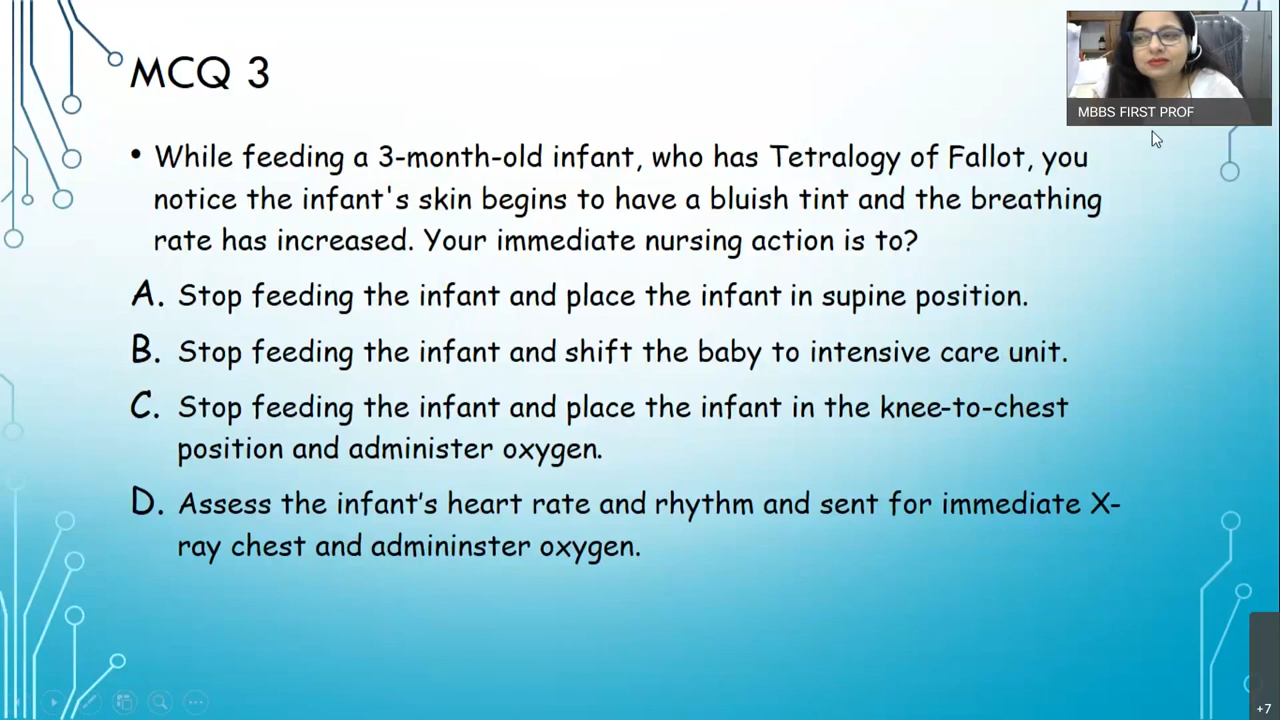 MCQ 3
MBBS FIRST PROF
• While feeding a 3-month-old infant, who has Tetralogy of Fallot, you
notice the infant's skin begins to have a bluish tint and the breathing
rate has increased. Your immediate nursing action is to?
A. Stop feeding the infant and place the infant in supine position.
B. Stop feeding the infant and shift the baby to intensive care unit.
C. Stop feeding the infant and place the infant in the knee-to-chest
position and administer oxygen.
D. Assess the infant’s heart rate and rhythm and sent for immediate X-
ray chest and admininster oxygen.
+7